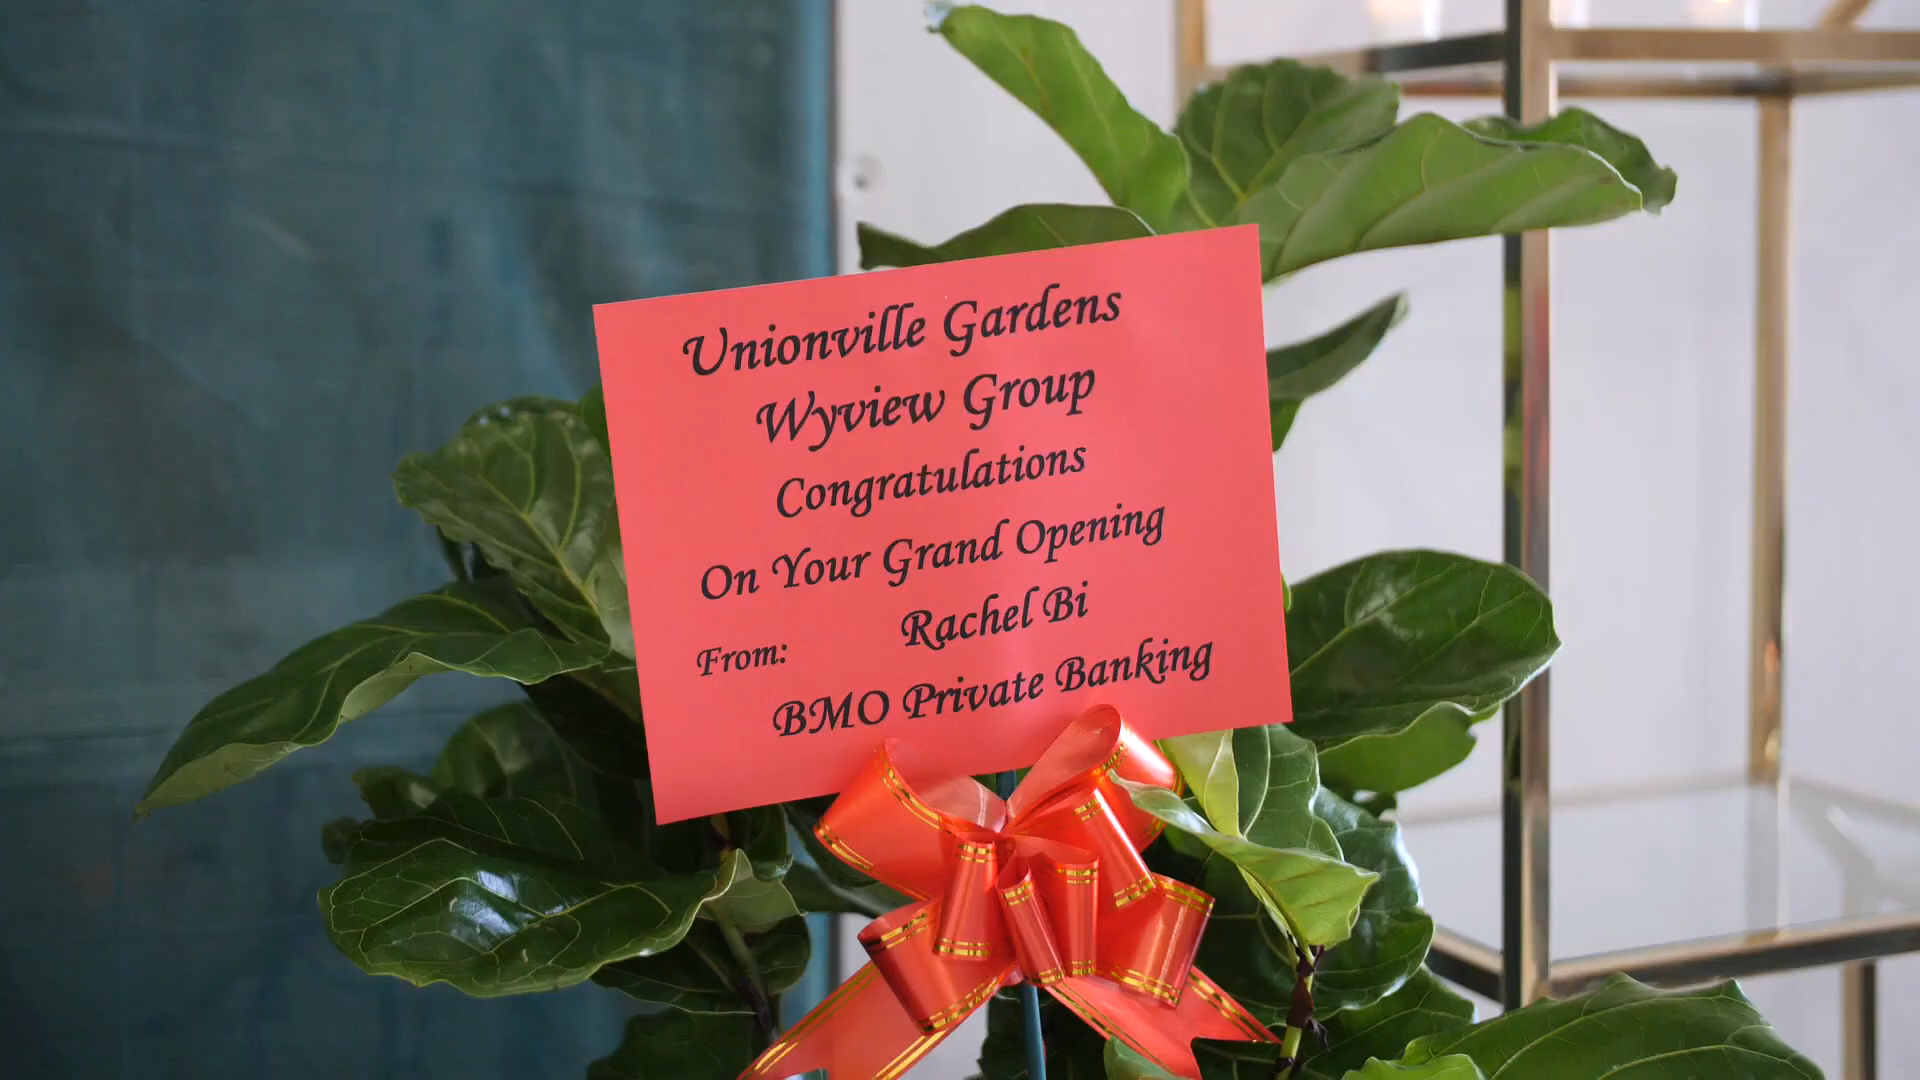 Unionville Gardens
Wyview Group
Congratulations
On Your Grand Opening
From: Rachel Bi
BMO Private Banking